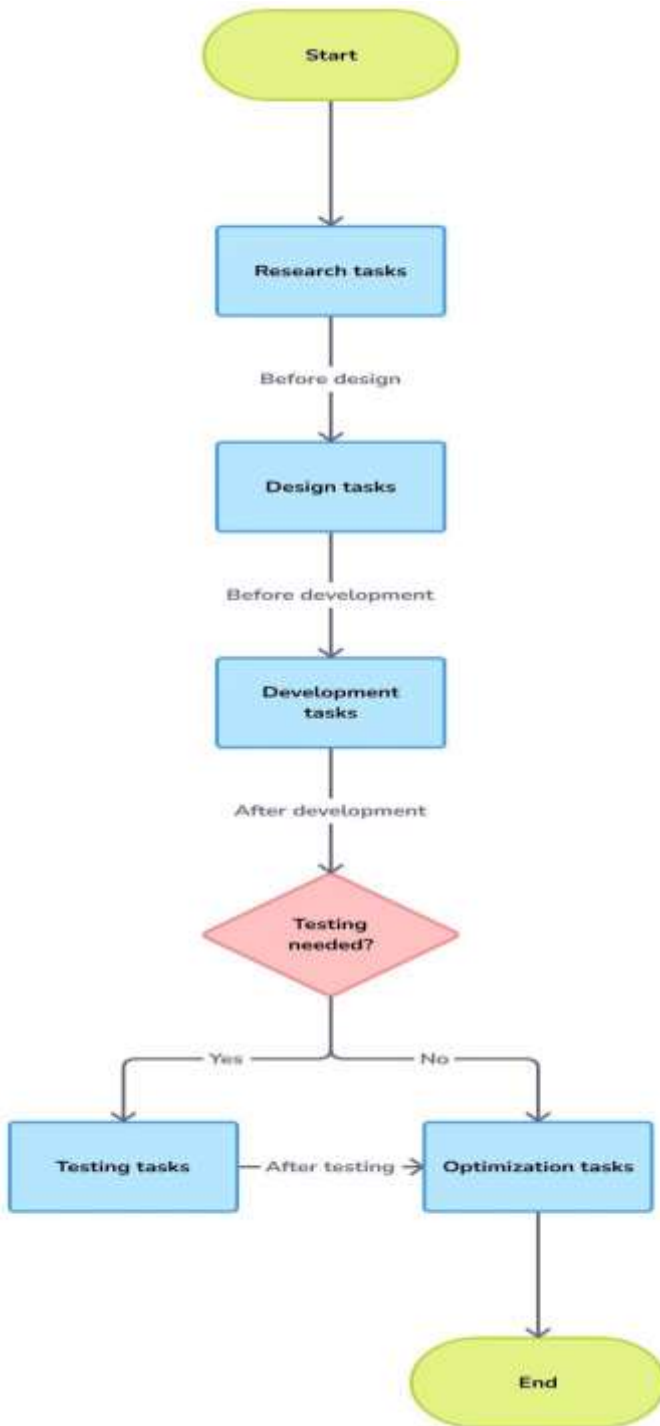 Start
Research tasks
Before design
Design tasks
Before development
Development
tasks
After development
Testing
needed?
Yes
No
Testing tasks
After testing
Optimization tasks
End